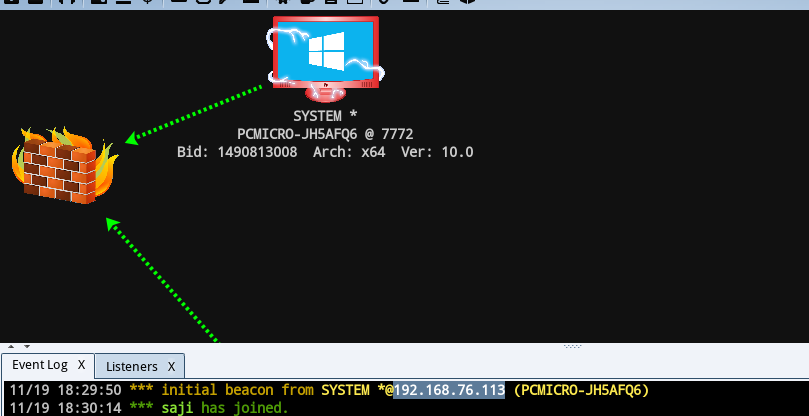 SYSTEM *
PCMICRO-JH5AFQ6 @ 7772
Bid: 1490813008 Arch: x64 Ver: 10.0
Event Log X Listeners X
11/19 18:29:50 *** initial beacon from SYSTEM *@192.168.76.113 (PCMICRO-JH5AFQ6)
11/19 18:30:14 *** saji has joined.